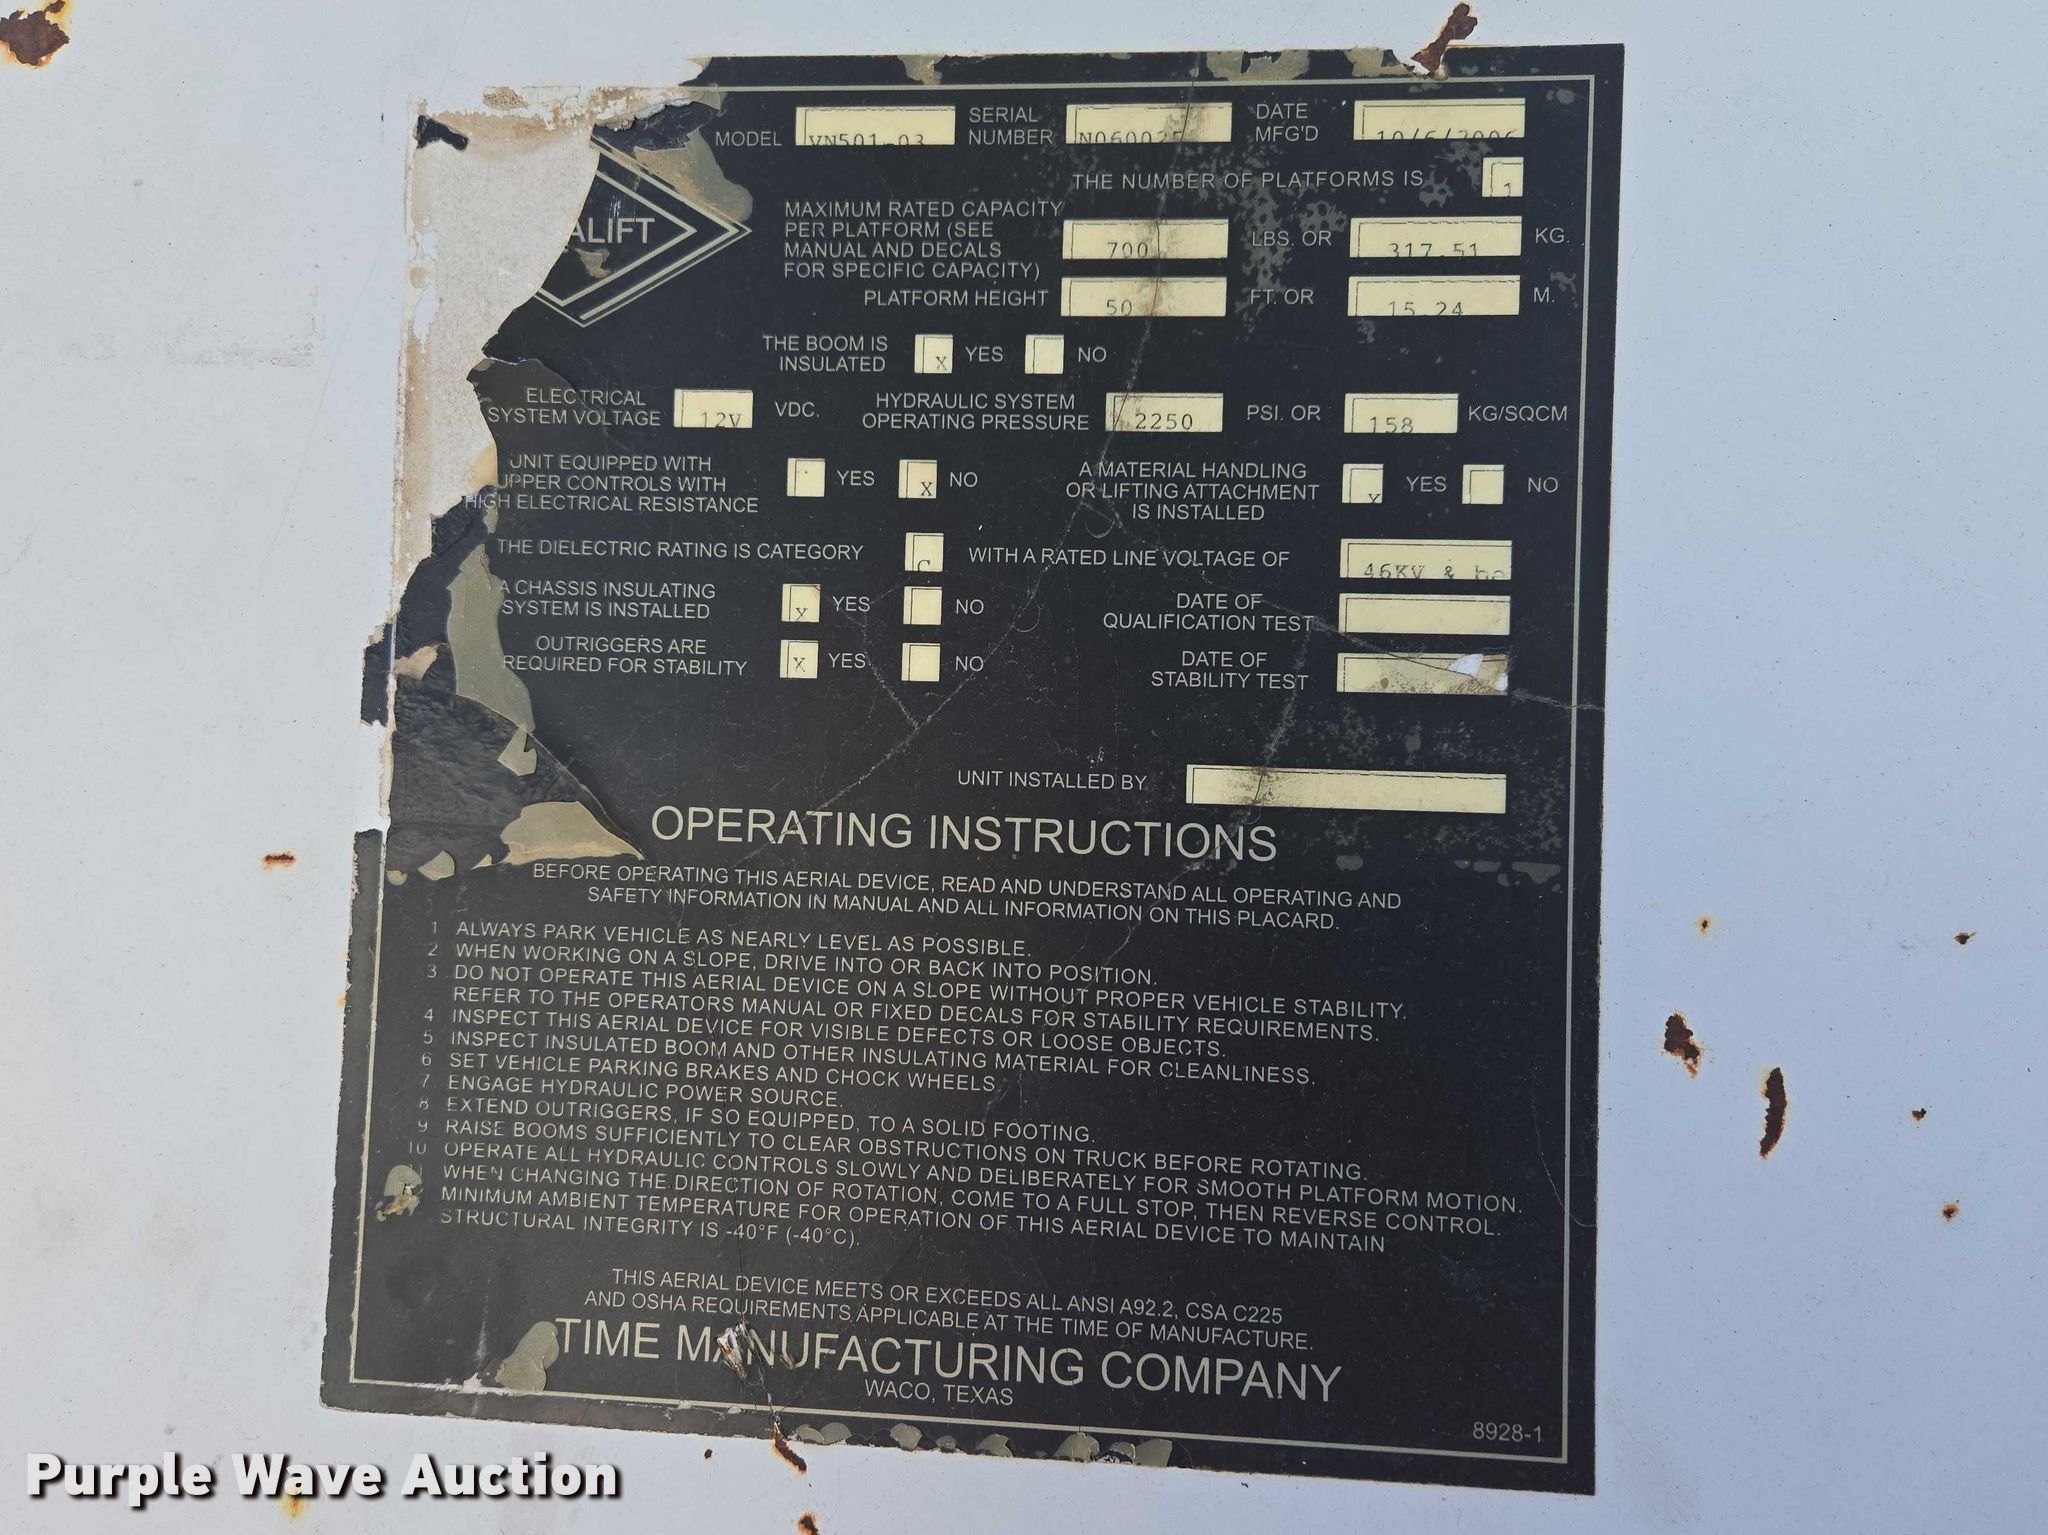 MODEL VN501-03 SERIAL NUMBER N060025 DATE MFG'D 10/6/2006
THE NUMBER OF PLATFORMS IS 1
ALIFT
MAXIMUM RATED CAPACITY
PER PLATFORM (SEE
MANUAL AND DECALS
FOR SPECIFIC CAPACITY) 700 LBS. OR 317.51 KG.
PLATFORM HEIGHT 50 FT. OR 15.24 M.
THE BOOM IS
INSULATED X YES NO
ELECTRICAL
SYSTEM VOLTAGE 12V VDC.
HYDRAULIC SYSTEM
OPERATING PRESSURE 2250 PSI. OR 158 KG/SQCM
UNIT EQUIPPED WITH
UPPER CONTROLS WITH
HIGH ELECTRICAL RESISTANCE YES X NO
A MATERIAL HANDLING
OR LIFTING ATTACHMENT
IS INSTALLED X YES NO
THE DIELECTRIC RATING IS CATEGORY C WITH A RATED LINE VOLTAGE OF 46KV &
A CHASSIS INSULATING
SYSTEM IS INSTALLED X YES NO
DATE OF
QUALIFICATION TEST
OUTRIGGERS ARE
REQUIRED FOR STABILITY X YES NO
DATE OF
STABILITY TEST
UNIT INSTALLED BY
OPERATING INSTRUCTIONS
BEFORE OPERATING THIS AERIAL DEVICE, READ AND UNDERSTAND ALL OPERATING AND
SAFETY INFORMATION IN MANUAL AND ALL INFORMATION ON THIS PLACARD.
1 ALWAYS PARK VEHICLE AS NEARLY LEVEL AS POSSIBLE.
2 WHEN WORKING ON A SLOPE, DRIVE INTO OR BACK INTO POSITION.
3 DO NOT OPERATE THIS AERIAL DEVICE ON A SLOPE WITHOUT PROPER VEHICLE STABILITY.
REFER TO THE OPERATORS MANUAL OR FIXED DECALS FOR STABILITY REQUIREMENTS.
4 INSPECT THIS AERIAL DEVICE FOR VISIBLE DEFECTS OR LOOSE OBJECTS.
5 INSPECT INSULATED BOOM AND OTHER INSULATING MATERIAL FOR CLEANLINESS.
6 SET VEHICLE PARKING BRAKES AND CHOCK WHEELS.
7 ENGAGE HYDRAULIC POWER SOURCE.
8 EXTEND OUTRIGGERS, IF SO EQUIPPED, TO A SOLID FOOTING.
9 RAISE BOOMS SUFFICIENTLY TO CLEAR OBSTRUCTIONS ON TRUCK BEFORE ROTATING.
10 OPERATE ALL HYDRAULIC CONTROLS SLOWLY AND DELIBERATELY FOR SMOOTH PLATFORM MOTION.
11 WHEN CHANGING THE DIRECTION OF ROTATION, COME TO A FULL STOP, THEN REVERSE CONTROL.
MINIMUM AMBIENT TEMPERATURE FOR OPERATION OF THIS AERIAL DEVICE TO MAINTAIN
STRUCTURAL INTEGRITY IS -40°F (-40°C).
THIS AERIAL DEVICE MEETS OR EXCEEDS ALL ANSI A92.2, CSA C225
AND OSHA REQUIREMENTS APPLICABLE AT THE TIME OF MANUFACTURE.
TIME MANUFACTURING COMPANY
WACO, TEXAS
8928-1
Purple Wave Auction